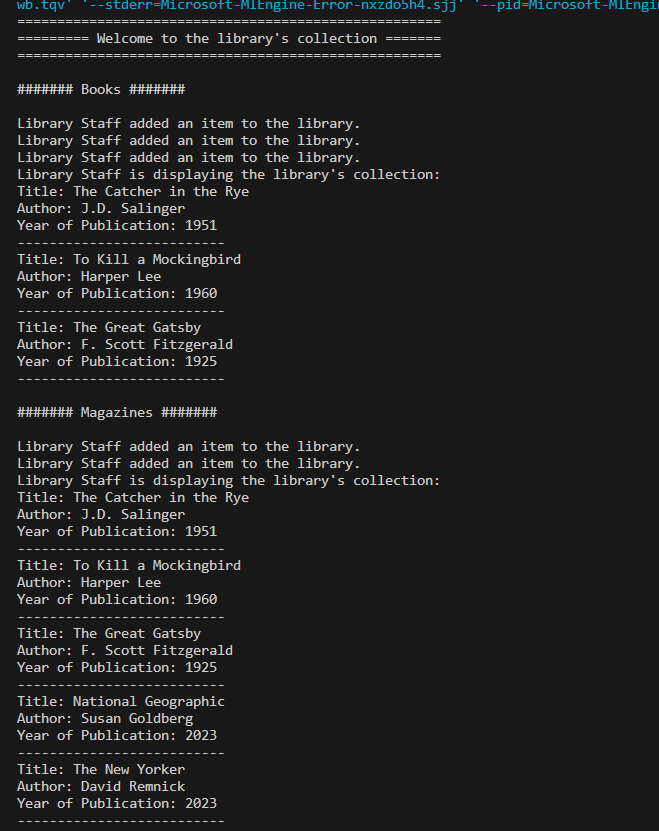 wb.tqv' '--stderr=Microsoft-MIEngine-Error-nxzdo5h4.sjj' '--pid=Microsoft-MIEngi
=====================================================
========= Welcome to the library's collection =======
=====================================================
####### Books #######
Library Staff added an item to the library.
Library Staff added an item to the library.
Library Staff added an item to the library.
Library Staff is displaying the library's collection:
Title: The Catcher in the Rye
Author: J.D. Salinger
Year of Publication: 1951
--------------------------
Title: To Kill a Mockingbird
Author: Harper Lee
Year of Publication: 1960
--------------------------
Title: The Great Gatsby
Author: F. Scott Fitzgerald
Year of Publication: 1925
--------------------------
####### Magazines #######
Library Staff added an item to the library.
Library Staff added an item to the library.
Library Staff is displaying the library's collection:
Title: The Catcher in the Rye
Author: J.D. Salinger
Year of Publication: 1951
--------------------------
Title: To Kill a Mockingbird
Author: Harper Lee
Year of Publication: 1960
--------------------------
Title: The Great Gatsby
Author: F. Scott Fitzgerald
Year of Publication: 1925
--------------------------
Title: National Geographic
Author: Susan Goldberg
Year of Publication: 2023
--------------------------
Title: The New Yorker
Author: David Remnick
Year of Publication: 2023
--------------------------